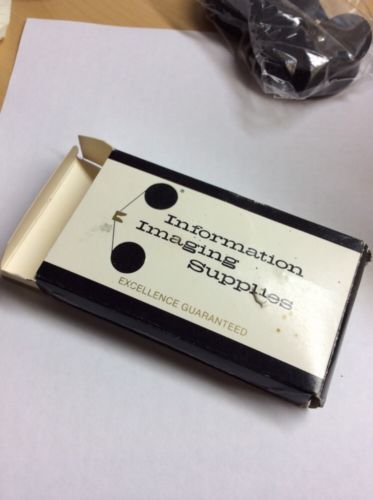 Information
Imaging
Supplies
EXCELLENCE GUARANTEED